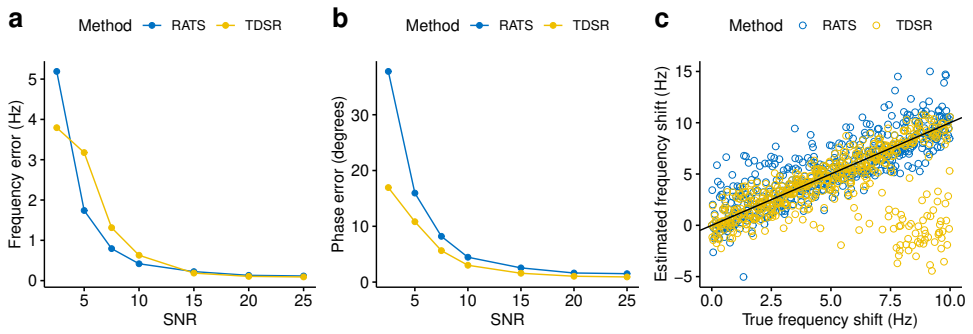 a
Method RATS TDSR
Frequency error (Hz)
5
4
3
2
1
0
5 10 15 20 25
SNR
b
Method RATS TDSR
Phase error (degrees)
30
20
10
0
5 10 15 20 25
SNR
c
Method RATS TDSR
Estimated frequency shift (Hz)
15
10
5
0
−5
0.0 2.5 5.0 7.5 10.0
True frequency shift (Hz)